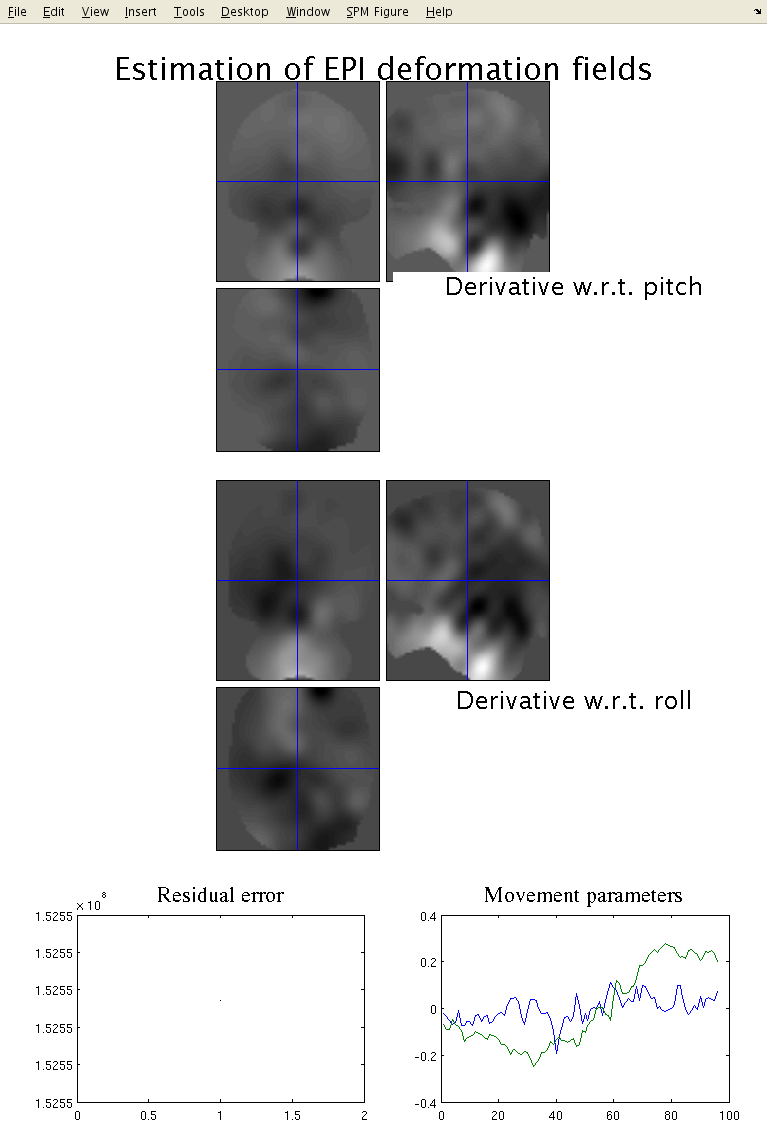 File Edit View Insert Tools Desktop Window SPM Figure Help
Estimation of EPI deformation fields
Derivative w.r.t. pitch
Derivative w.r.t. roll
Residual error
× 10⁸
1.5255
1.5255
1.5255
1.5255
1.5255
1.5255
0 0.5 1 1.5 2
Movement parameters
0.4
0.2
0
−0.2
−0.4
0 20 40 60 80 100